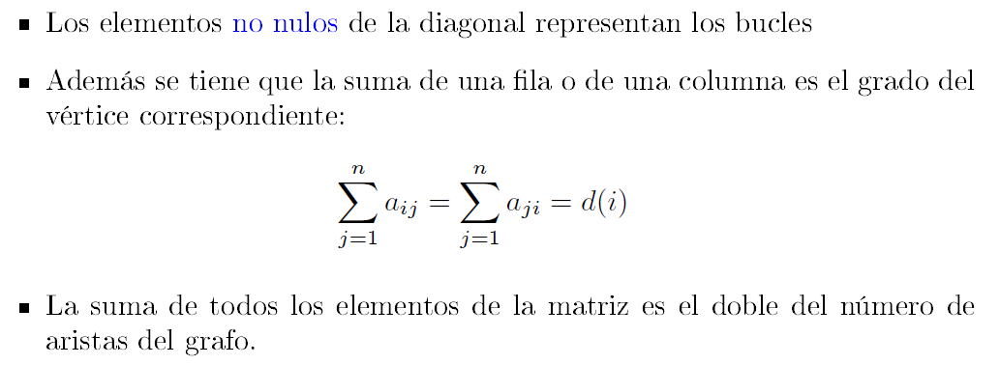 ▪ Los elementos no nulos de la diagonal representan los bucles
▪ Además se tiene que la suma de una fila o de una columna es el grado del
vértice correspondiente:
$$\sum_{j=1}^{n} a_{ij} = \sum_{j=1}^{n} a_{ji} = d(i)$$
▪ La suma de todos los elementos de la matriz es el doble del número de
aristas del grafo.